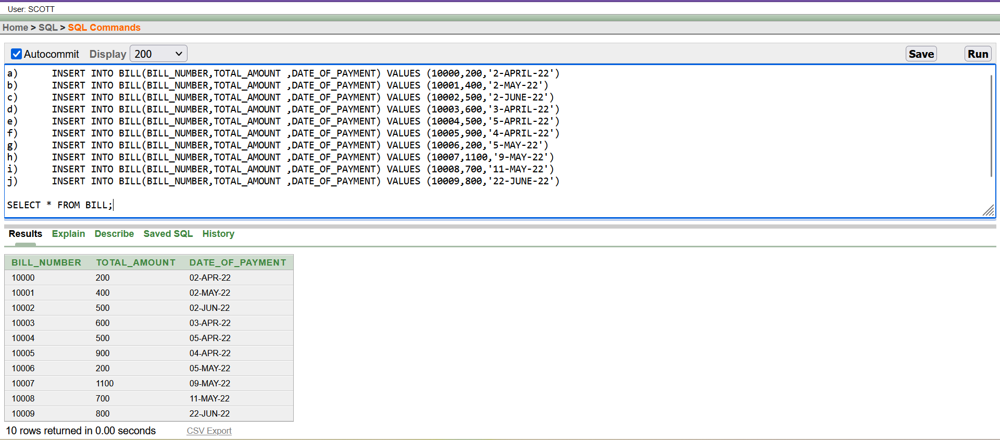 User: SCOTT
Home > SQL > SQL Commands
Autocommit Display 200 Save Run
a) INSERT INTO BILL(BILL_NUMBER,TOTAL_AMOUNT ,DATE_OF_PAYMENT) VALUES (10000,200,'2-APRIL-22')
b) INSERT INTO BILL(BILL_NUMBER,TOTAL_AMOUNT ,DATE_OF_PAYMENT) VALUES (10001,400,'2-MAY-22')
c) INSERT INTO BILL(BILL_NUMBER,TOTAL_AMOUNT ,DATE_OF_PAYMENT) VALUES (10002,500,'2-JUNE-22')
d) INSERT INTO BILL(BILL_NUMBER,TOTAL_AMOUNT ,DATE_OF_PAYMENT) VALUES (10003,600,'3-APRIL-22')
e) INSERT INTO BILL(BILL_NUMBER,TOTAL_AMOUNT ,DATE_OF_PAYMENT) VALUES (10004,500,'5-APRIL-22')
f) INSERT INTO BILL(BILL_NUMBER,TOTAL_AMOUNT ,DATE_OF_PAYMENT) VALUES (10005,900,'4-APRIL-22')
g) INSERT INTO BILL(BILL_NUMBER,TOTAL_AMOUNT ,DATE_OF_PAYMENT) VALUES (10006,200,'5-MAY-22')
h) INSERT INTO BILL(BILL_NUMBER,TOTAL_AMOUNT ,DATE_OF_PAYMENT) VALUES (10007,1100,'9-MAY-22')
i) INSERT INTO BILL(BILL_NUMBER,TOTAL_AMOUNT ,DATE_OF_PAYMENT) VALUES (10008,700,'11-MAY-22')
j) INSERT INTO BILL(BILL_NUMBER,TOTAL_AMOUNT ,DATE_OF_PAYMENT) VALUES (10009,800,'22-JUNE-22')
SELECT * FROM BILL;
Results Explain Describe Saved SQL History
BILL_NUMBER TOTAL_AMOUNT DATE_OF_PAYMENT
10000 200 02-APR-22
10001 400 02-MAY-22
10002 500 02-JUN-22
10003 600 03-APR-22
10004 500 05-APR-22
10005 900 04-APR-22
10006 200 05-MAY-22
10007 1100 09-MAY-22
10008 700 11-MAY-22
10009 800 22-JUN-22
10 rows returned in 0.00 seconds CSV Export